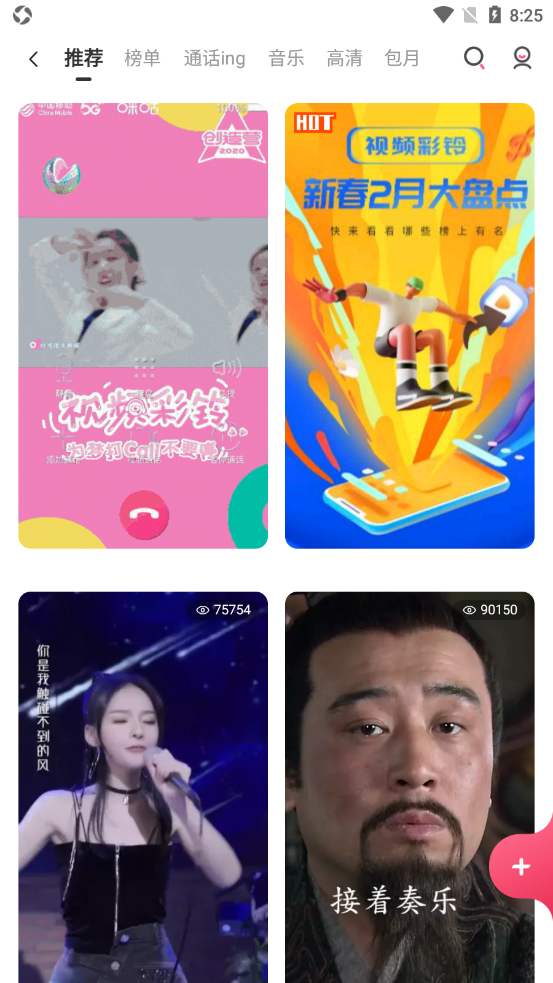 8:25
推荐 榜单 通话ing 音乐 高清 包月
中国移动
China Mobile
5G
咪咕
创造营
2020
视频彩铃
为梦打Call不要停
HOT
视频彩铃
新春2月大盘点
快来看看哪些榜上有名
75754
你是我触碰不到的风
90150
接着奏乐